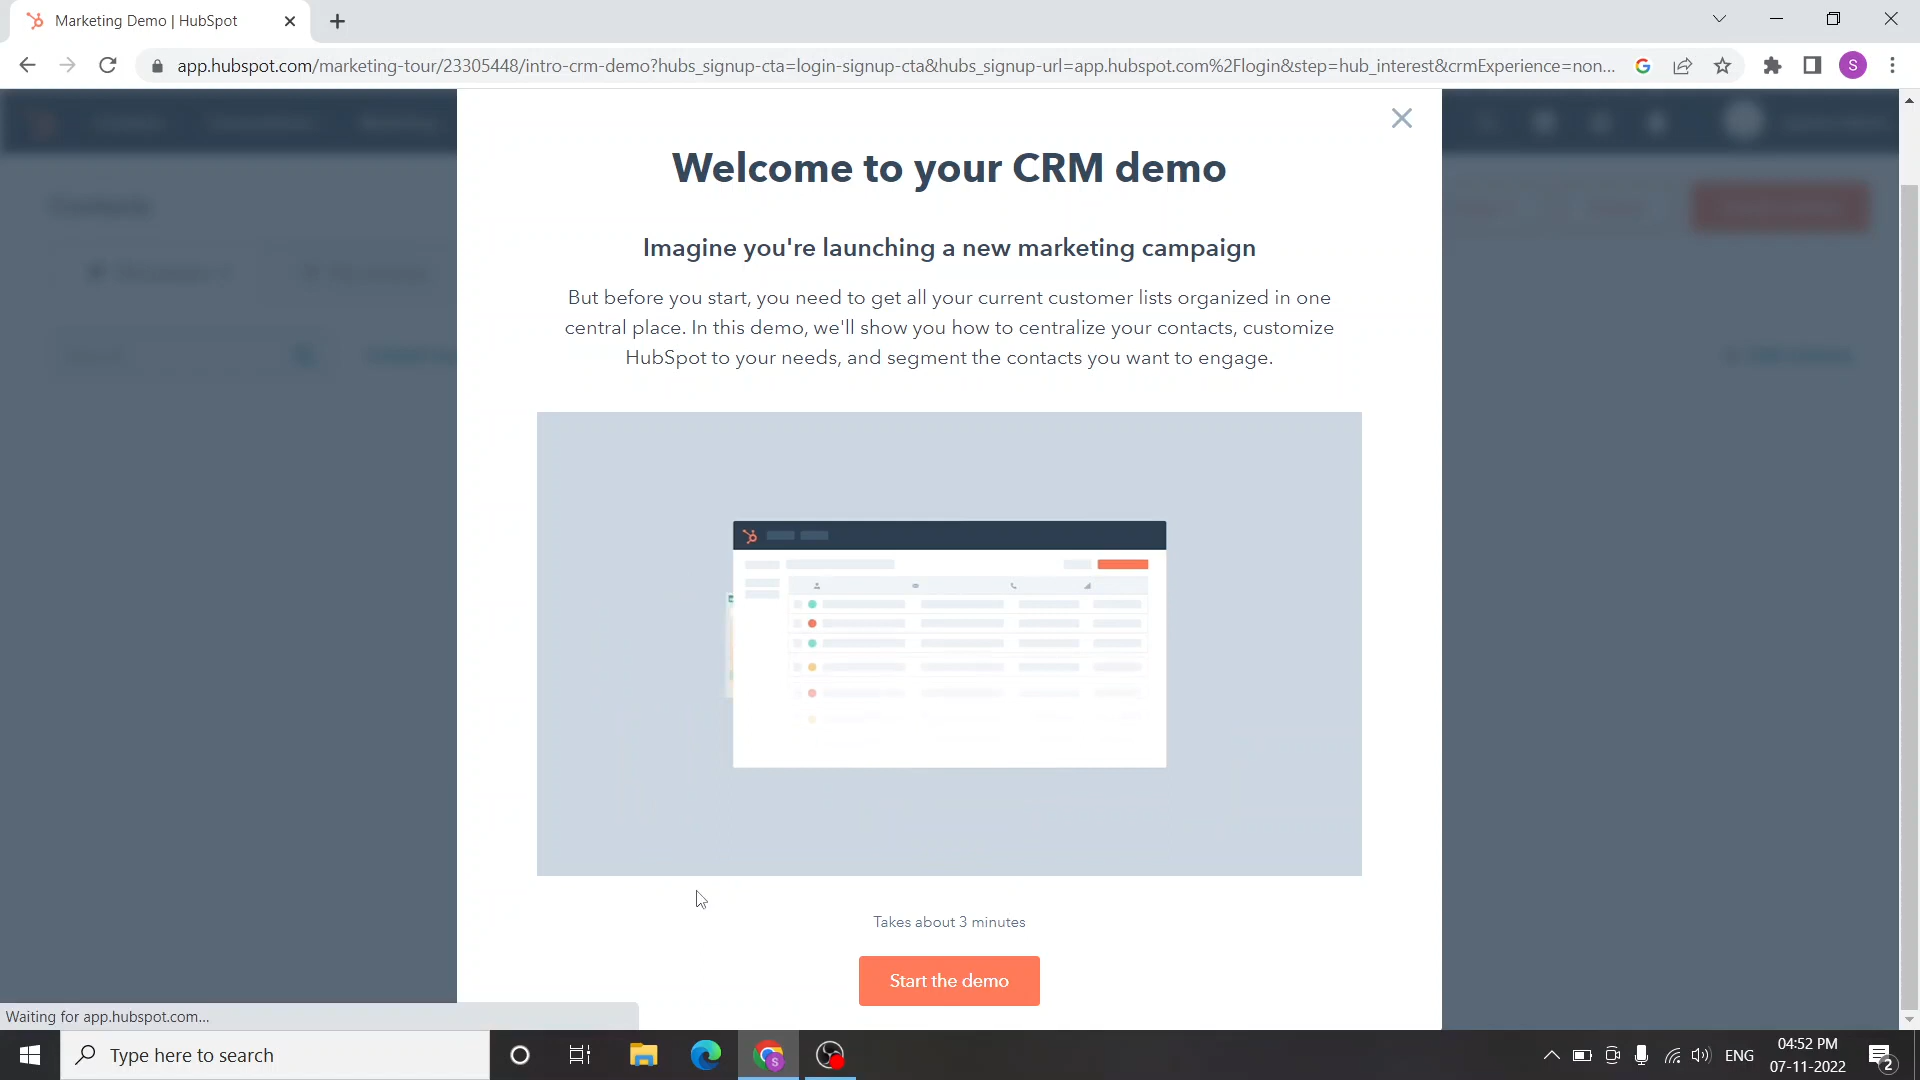 Marketing Demo | HubSpot
app.hubspot.com/marketing-tour/23305448/intro-crm-demo?hubs_signup-cta=login-signup-cta&hubs_signup-url=app.hubspot.com%2Flogin&step=hub_interest&crmExperience=non...
S
Welcome to your CRM demo
Imagine you're launching a new marketing campaign
But before you start, you need to get all your current customer lists organized in one
central place. In this demo, we'll show you how to centralize your contacts, customize
HubSpot to your needs, and segment the contacts you want to engage.
Takes about 3 minutes
Start the demo
Waiting for app.hubspot.com...
Type here to search
S
ENG
04:52 PM
07-11-2022
2